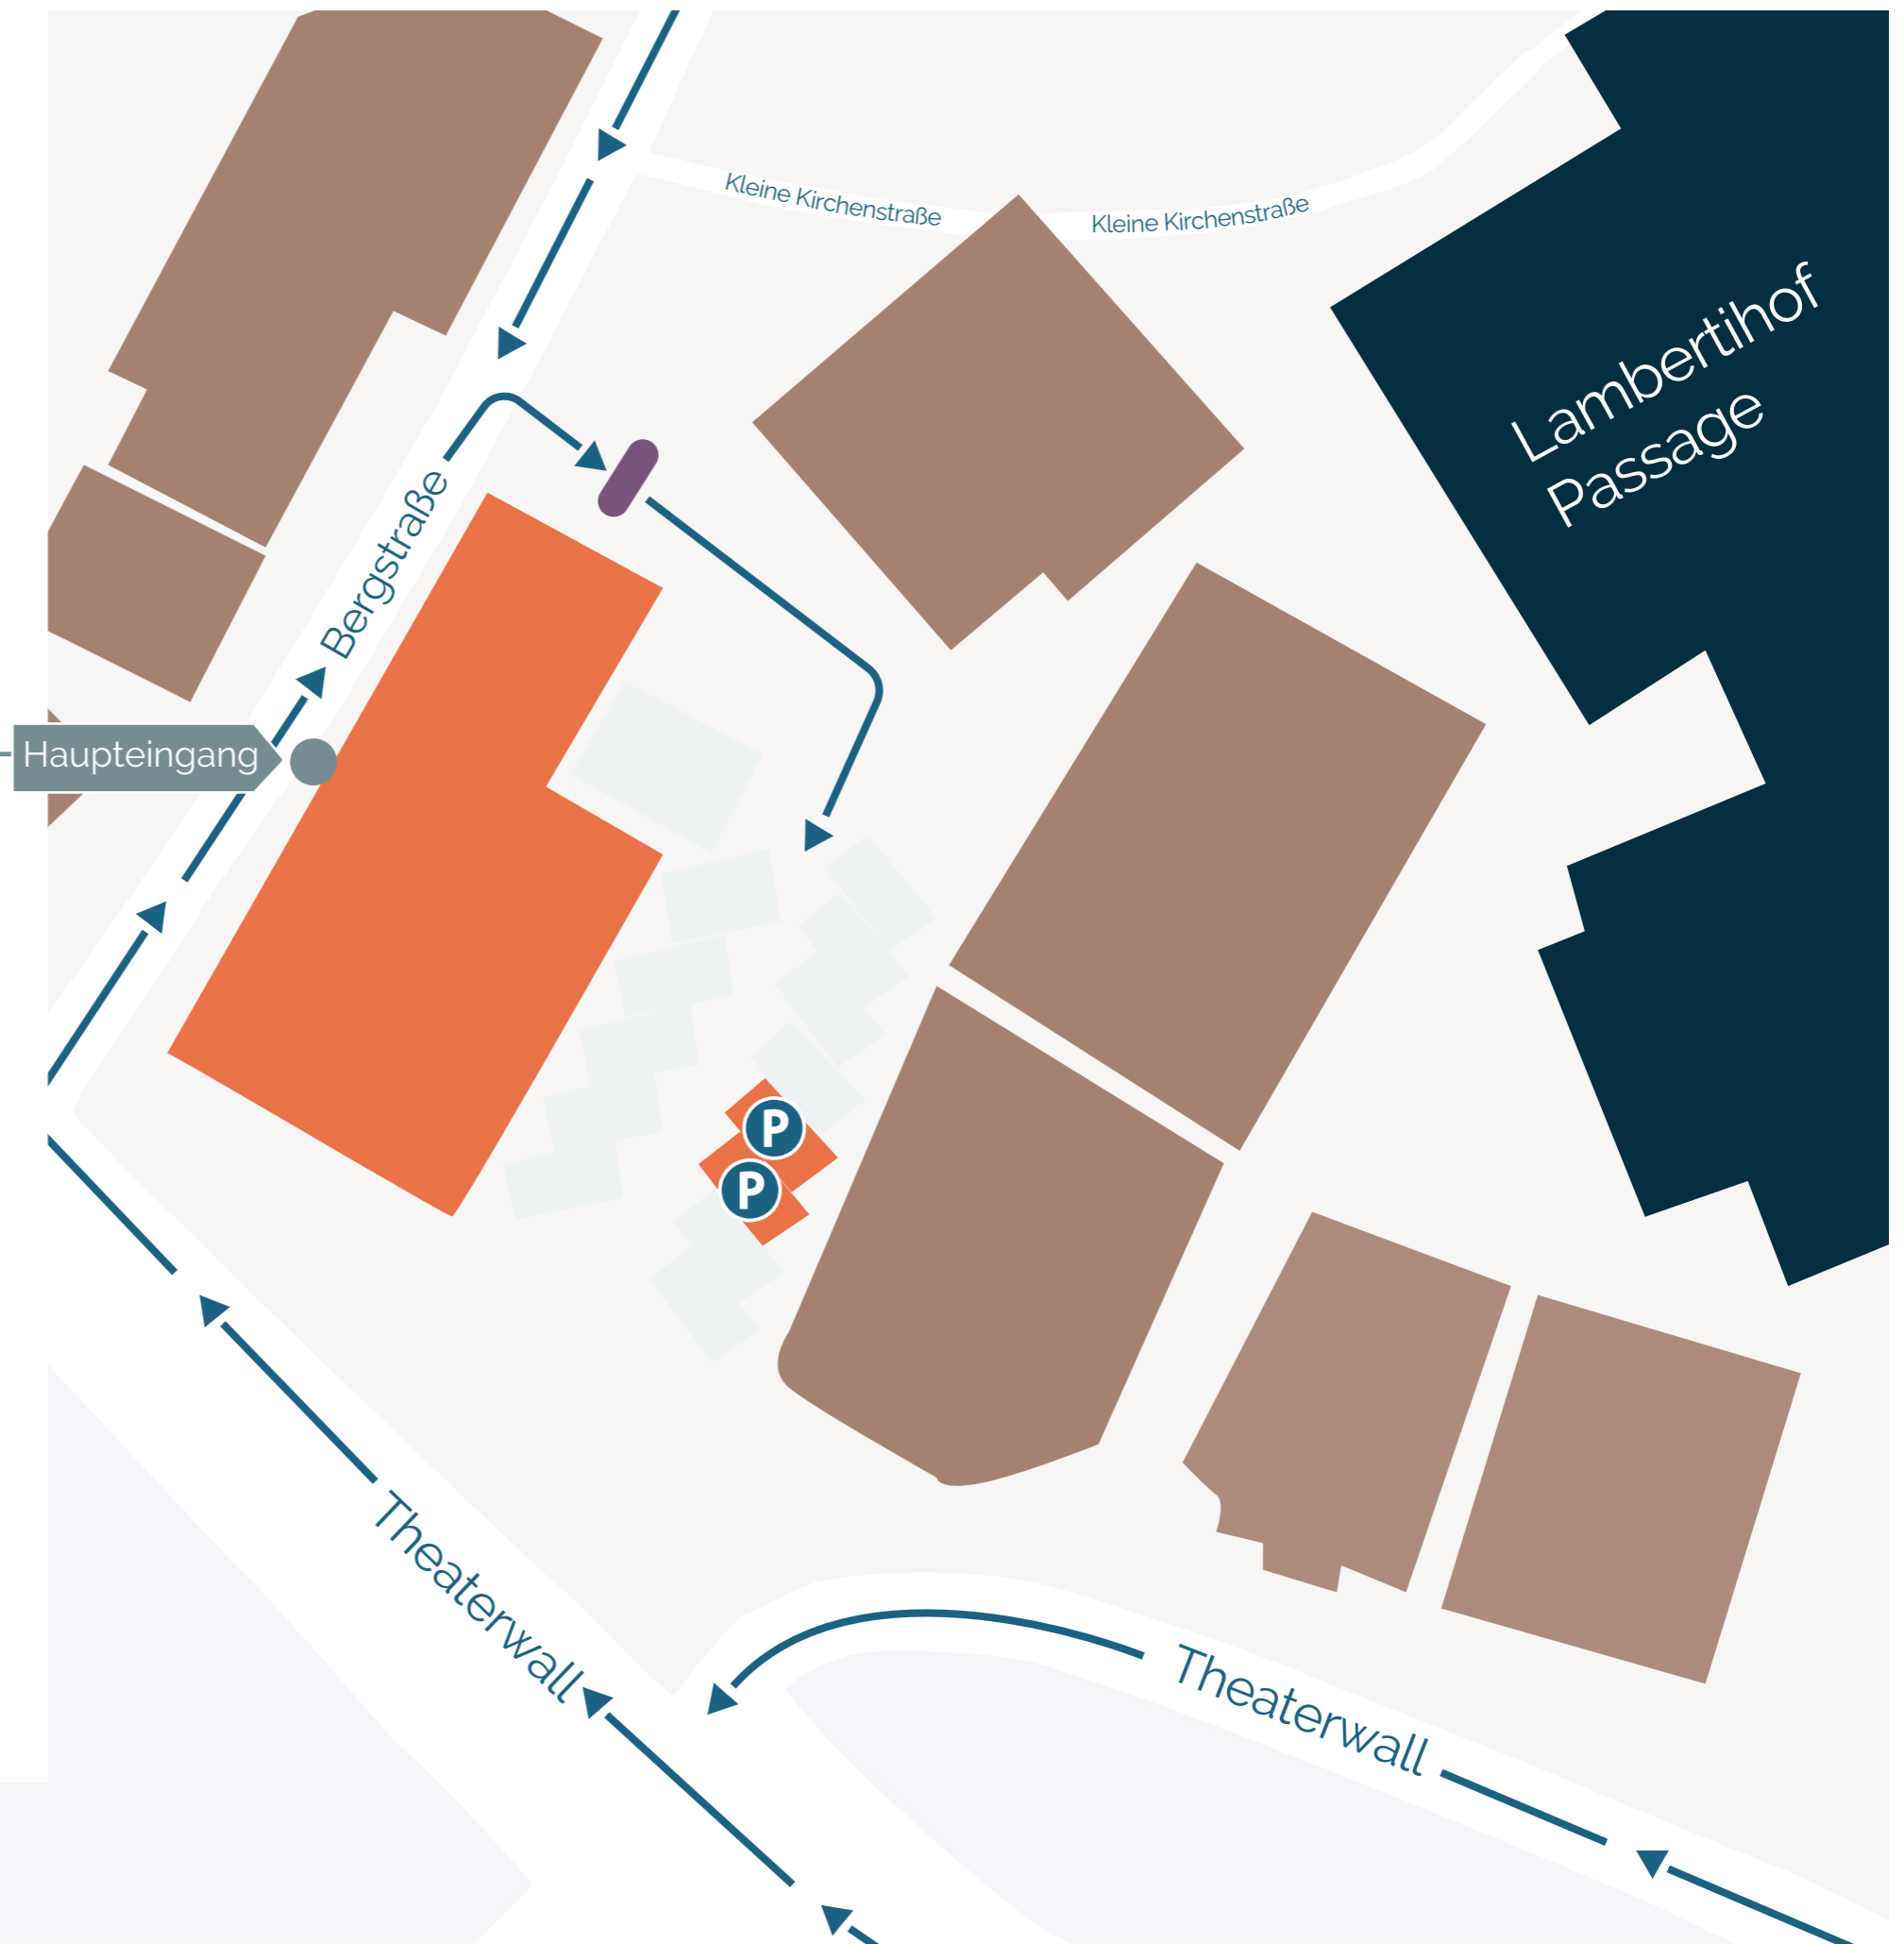 Kleine Kirchenstraße
Kleine Kirchenstraße
Lambertihof
Passage
Bergstraße
Haupteingang
P
P
Theaterwall
Theaterwall